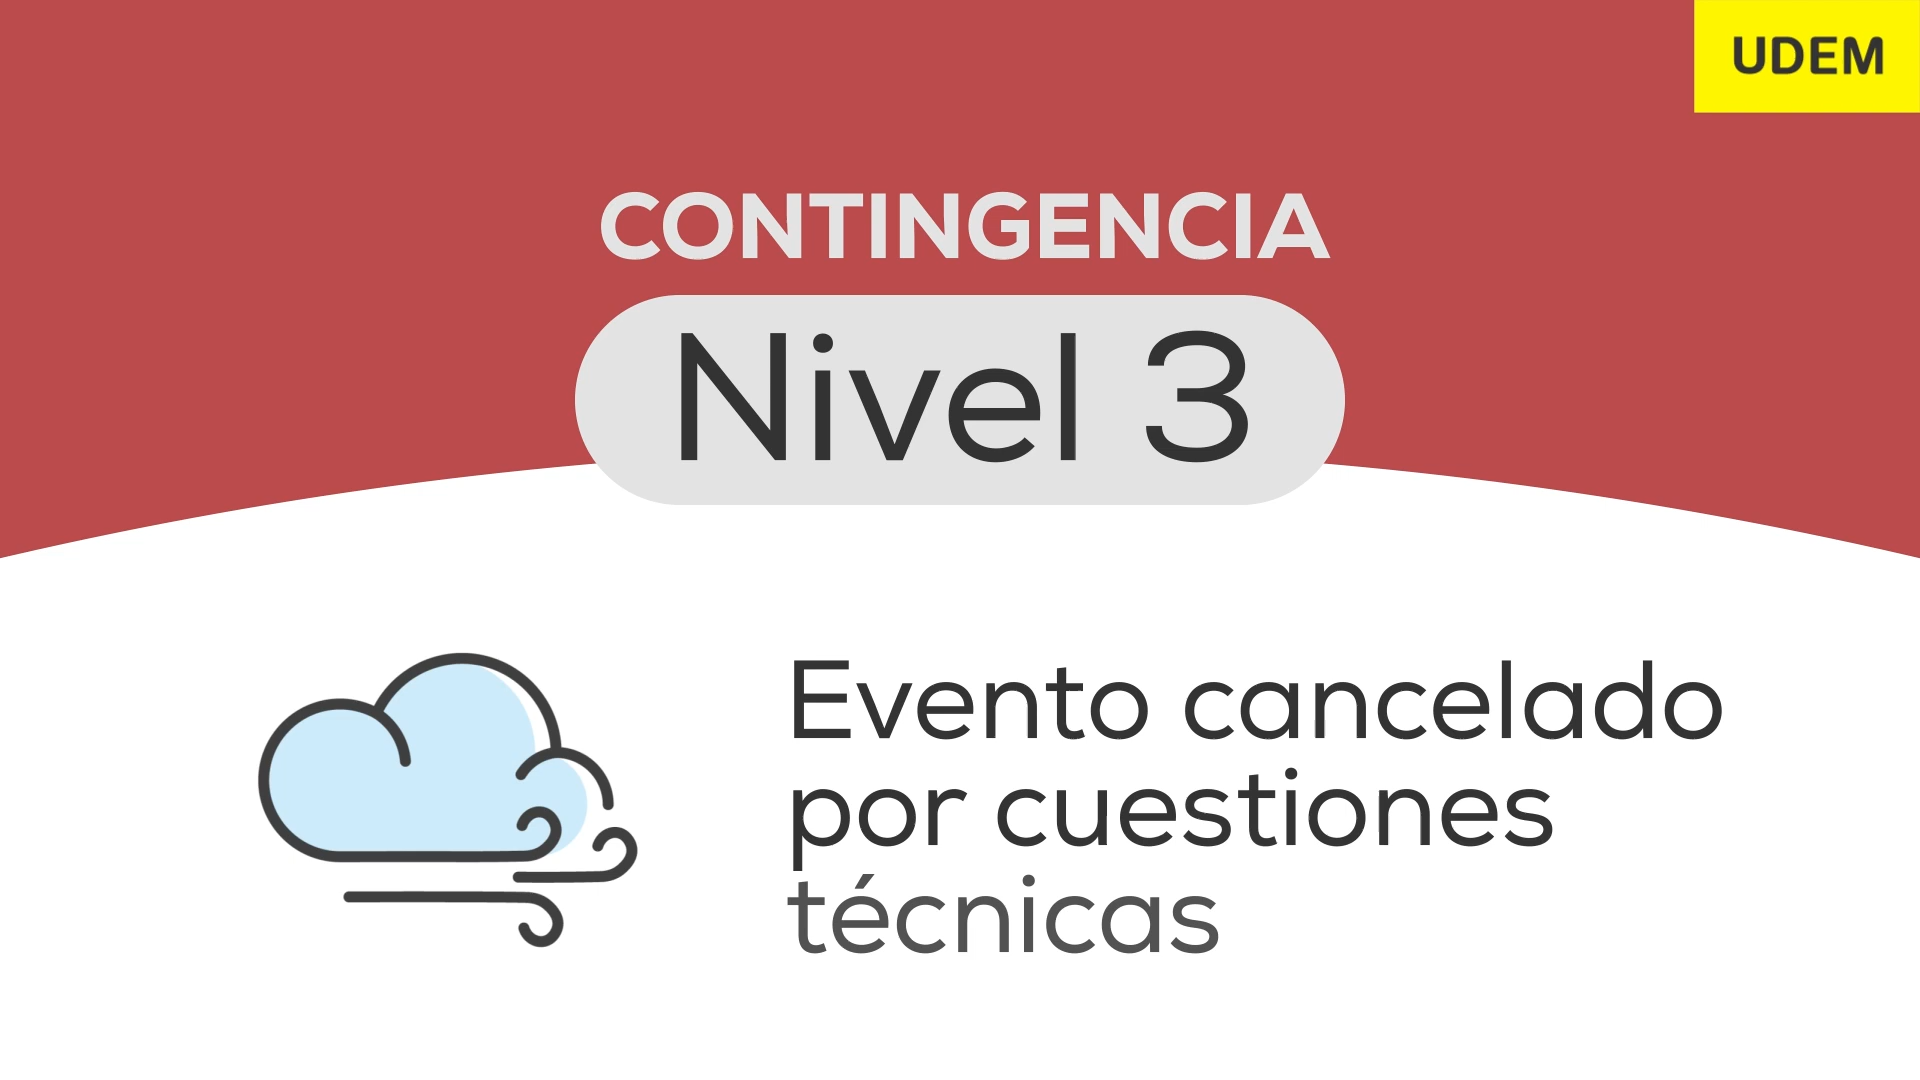 UDEM
CONTINGENCIA
Nivel 3
Evento cancelado
por cuestiones
técnicas